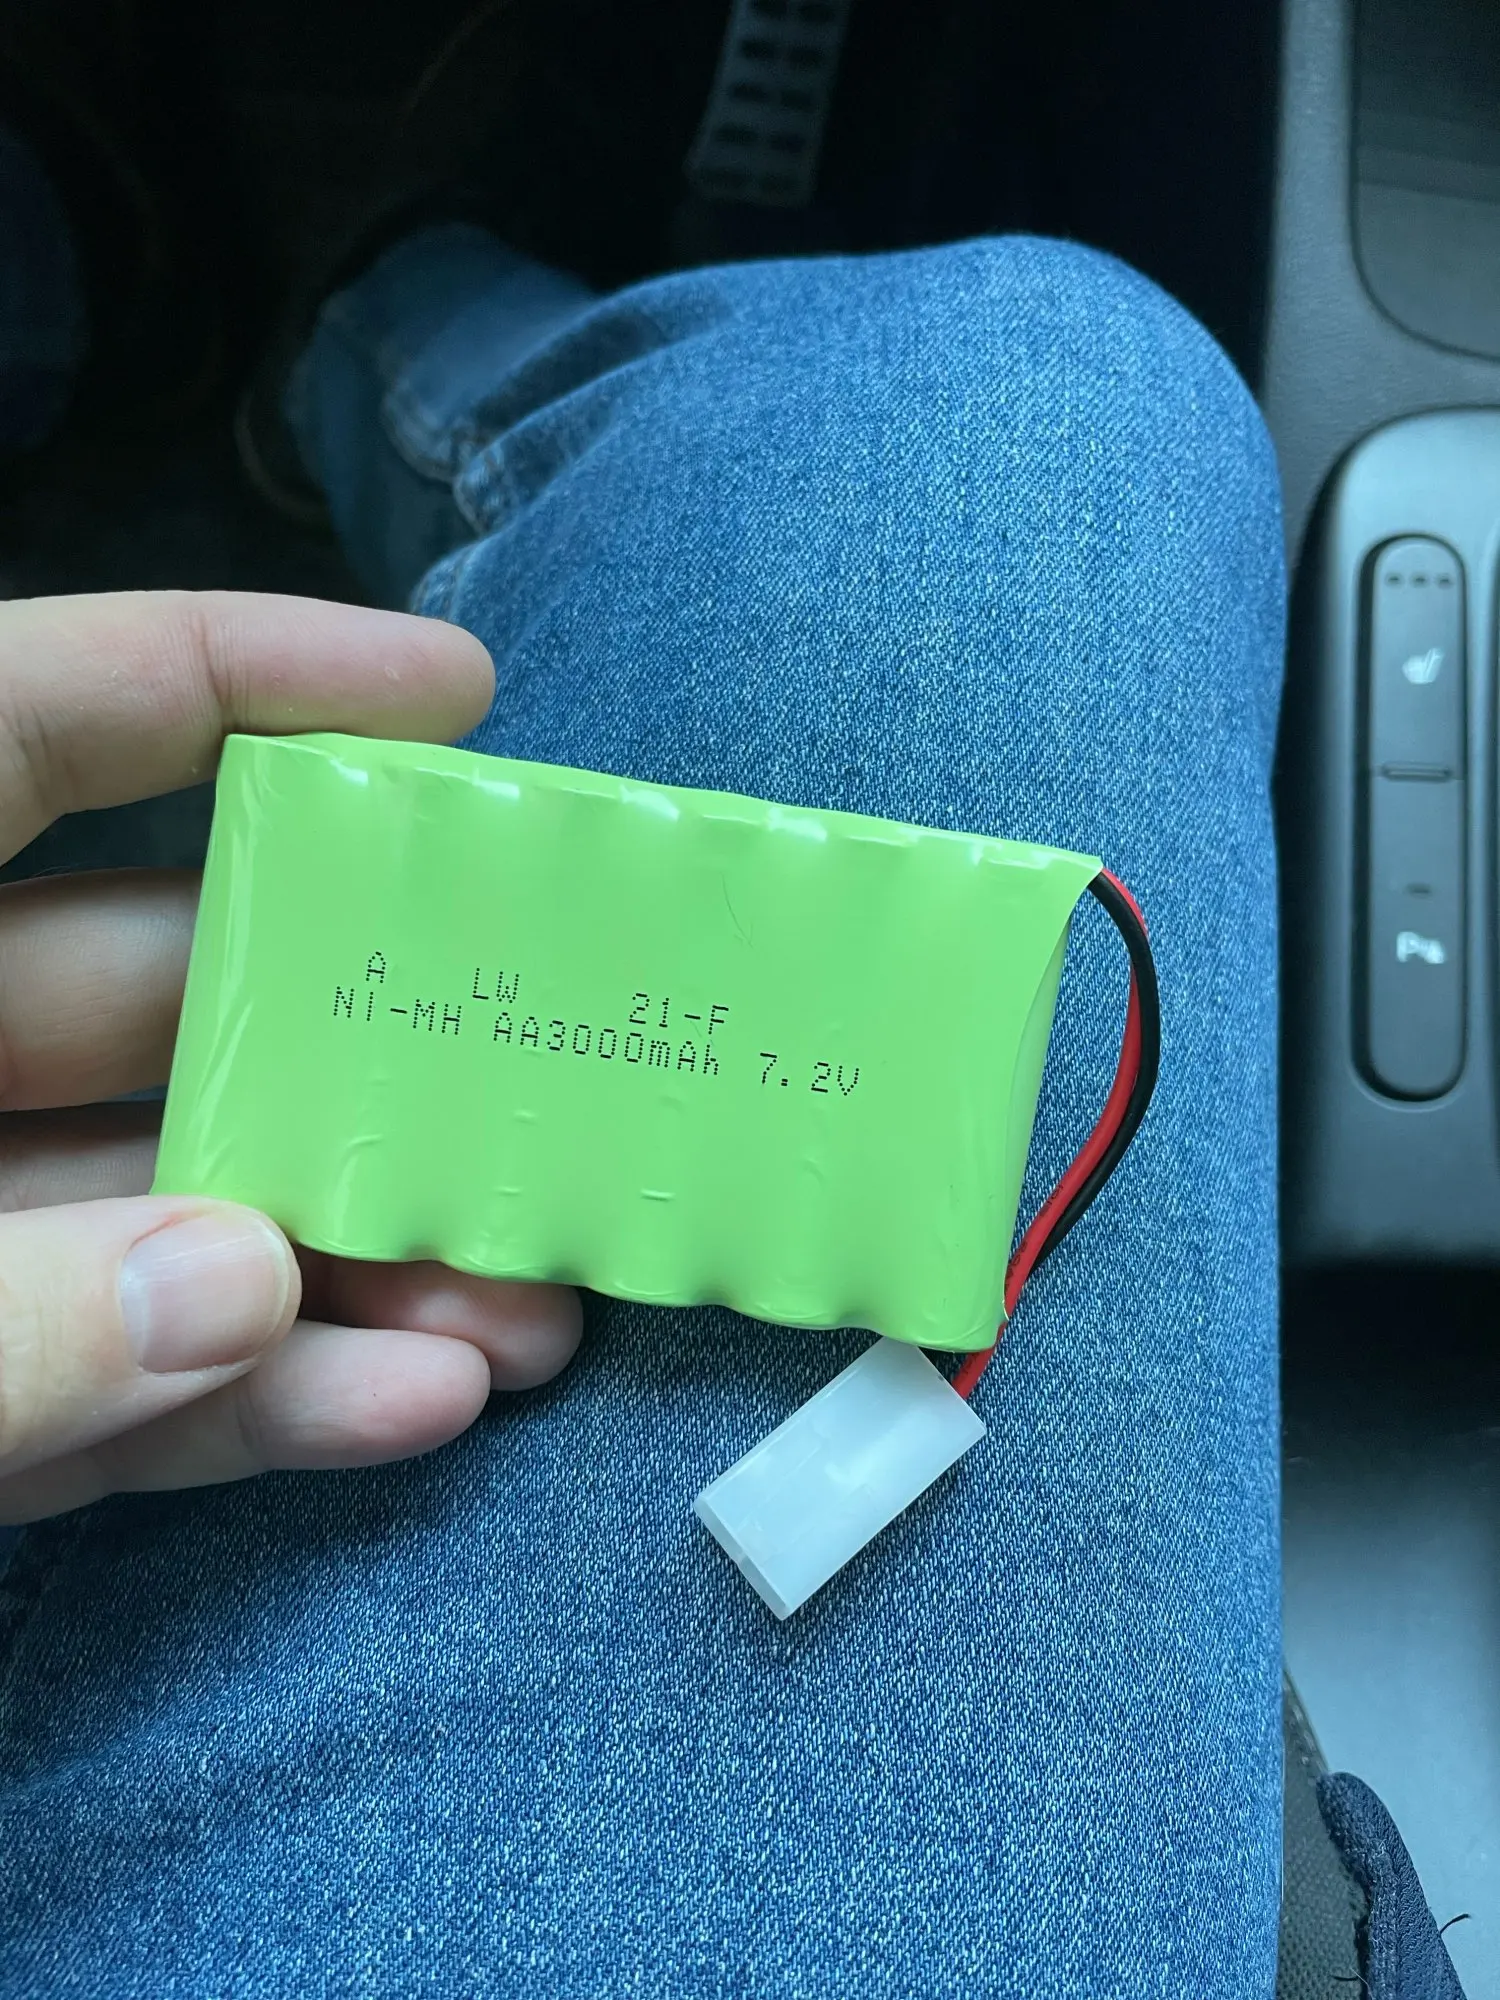 A LW 21-F
NI-MH AA3000mAh 7.2V